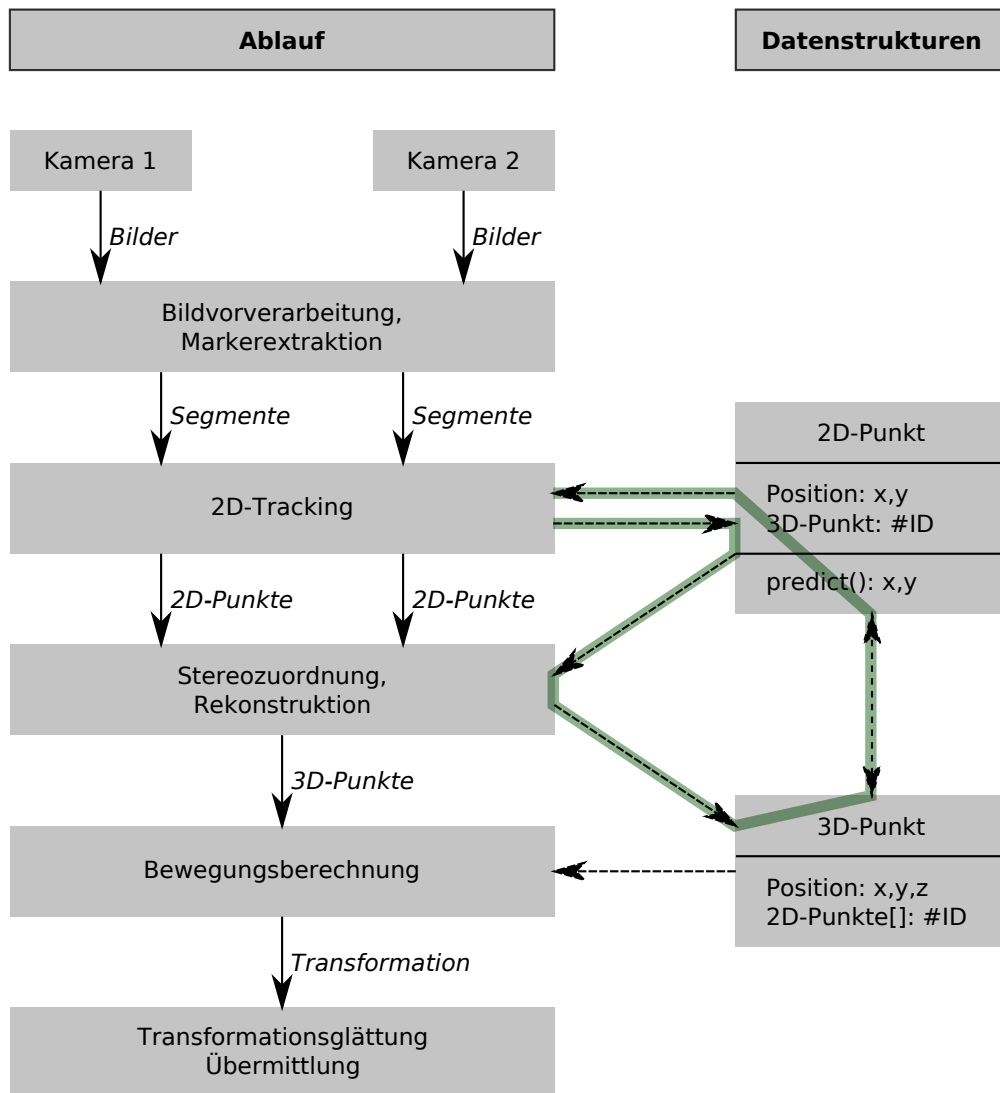 Ablauf
Datenstrukturen
Kamera 1
Kamera 2
Bilder
Bilder
Bildvorverarbeitung,
Markerextraktion
Segmente
Segmente
2D-Tracking
2D-Punkte
2D-Punkte
Stereozuordnung,
Rekonstruktion
3D-Punkte
Bewegungsberechnung
Transformation
Transformationsglättung
Übermittlung
2D-Punkt
Position: x,y
3D-Punkt: #ID
predict(): x,y
3D-Punkt
Position: x,y,z
2D-Punkte[]: #ID